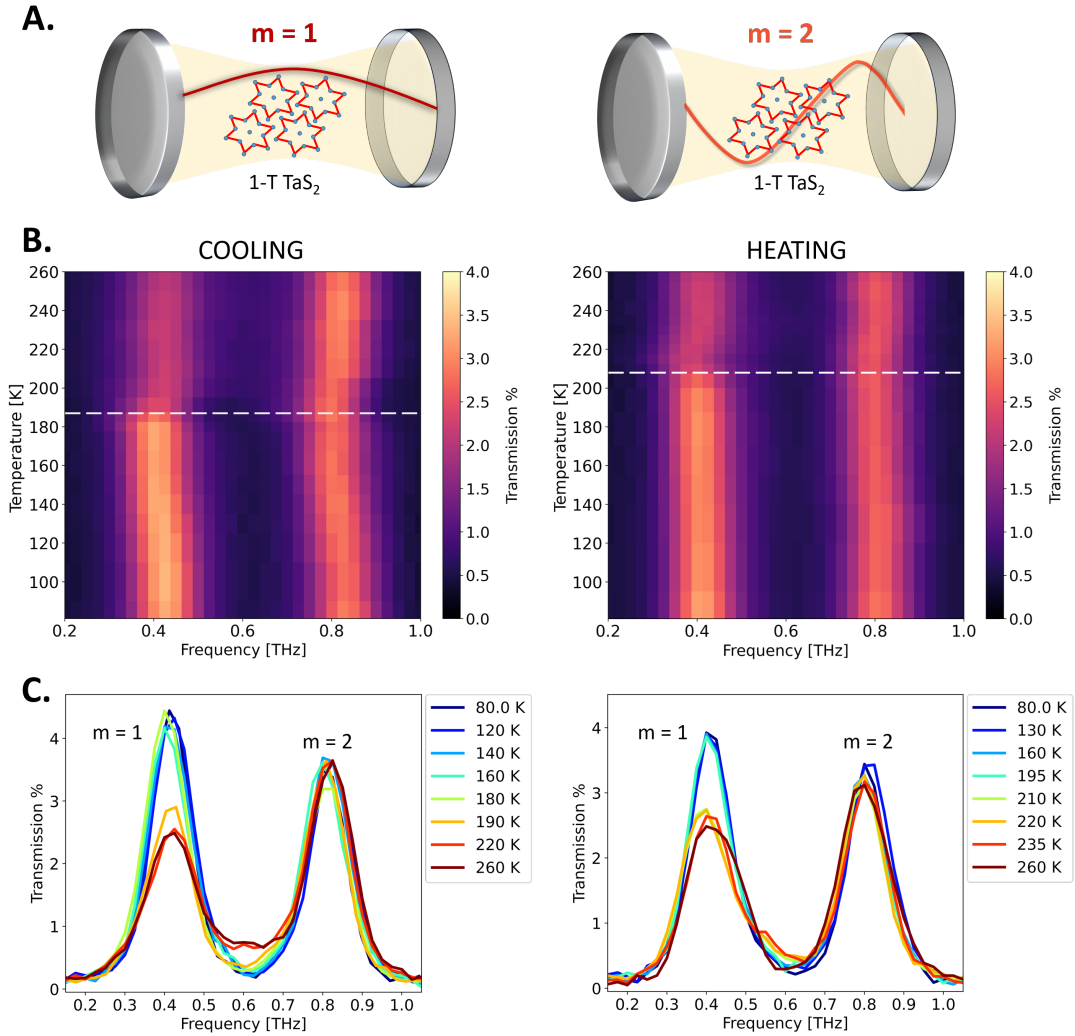 A.
m = 1
m = 2
1-T TaS₂
1-T TaS₂
B.
COOLING
HEATING
260
240
220
200
180
160
140
120
100
Temperature [K]
0.2 0.4 0.6 0.8 1.0
Frequency [THz]
4.0
3.5
3.0
2.5
2.0
1.5
1.0
0.5
0.0
Transmission %
260
240
220
200
180
160
140
120
100
Temperature [K]
0.2 0.4 0.6 0.8 1.0
Frequency [THz]
4.0
3.5
3.0
2.5
2.0
1.5
1.0
0.5
0.0
Transmission %
C.
m = 1
m = 2
4
3
2
1
0
Transmission %
0.2 0.3 0.4 0.5 0.6 0.7 0.8 0.9 1.0
Frequency [THz]
80.0 K
120 K
140 K
160 K
180 K
190 K
220 K
260 K
m = 1
m = 2
4
3
2
1
0
Transmission %
0.2 0.3 0.4 0.5 0.6 0.7 0.8 0.9 1.0
Frequency [THz]
80.0 K
130 K
160 K
195 K
210 K
220 K
235 K
260 K